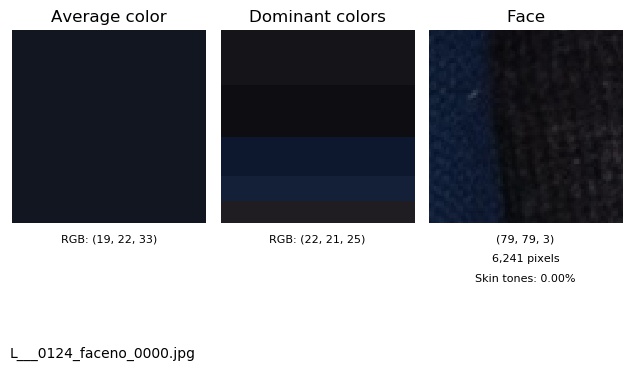 Average color
Dominant colors
Face
RGB: (19, 22, 33)
RGB: (22, 21, 25)
(79, 79, 3)
6,241 pixels
Skin tones: 0.00%
L___0124_faceno_0000.jpg